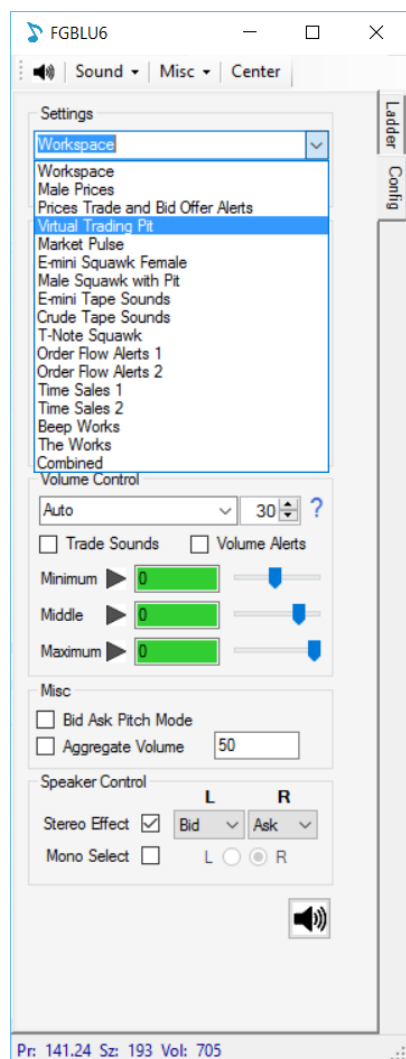 FGBLU6
Sound Misc Center
Ladder
Config
Settings
Workspace
Workspace
Male Prices
Prices Trade and Bid Offer Alerts
Virtual Trading Pit
Market Pulse
E-mini Squawk Female
Male Squawk with Pit
E-mini Tape Sounds
Crude Tape Sounds
T-Note Squawk
Order Flow Alerts 1
Order Flow Alerts 2
Time Sales 1
Time Sales 2
Beep Works
The Works
Combined
Volume Control
Auto 30 ?
Trade Sounds Volume Alerts
Minimum 0
Middle 0
Maximum 0
Misc
Bid Ask Pitch Mode
Aggregate Volume 50
Speaker Control
L R
Stereo Effect Bid Ask
Mono Select L R
Pr: 141.24 Sz: 193 Vol: 705